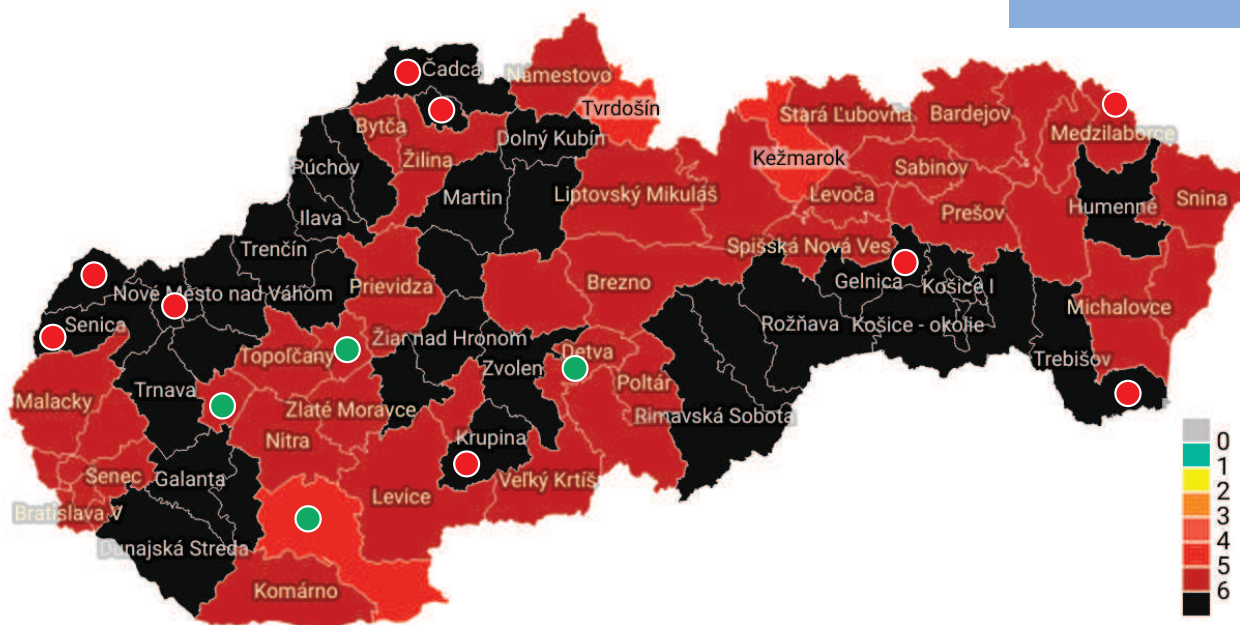 Čadca
Námestovo
Tvrdošín
Stará Ľubovňa
Bardejov
Medzilaborce
Bytča
Dolný Kubín
Žilina
Kežmarok
Sabinov
Púchov
Martin
Liptovský Mikuláš
Levoča
Snina
Ilava
Prešov
Humenné
Trenčín
Spišská Nová Ves
Prievidza
Brezno
Gelnica
Košice I
Nové Mesto nad Váhom
Michalovce
Senica
Rožňava
Košice - okolie
Žiar nad Hronom
Topoľčany
Detva
Trebišov
Zvolen
Poltár
Trnava
Malacky
Zlaté Moravce
Rimavská Sobota
Nitra
Krupina
Senec
Galanta
Veľký Krtíš
Levice
Bratislava V
Dunajská Streda
Komárno
0
1
2
3
4
5
6